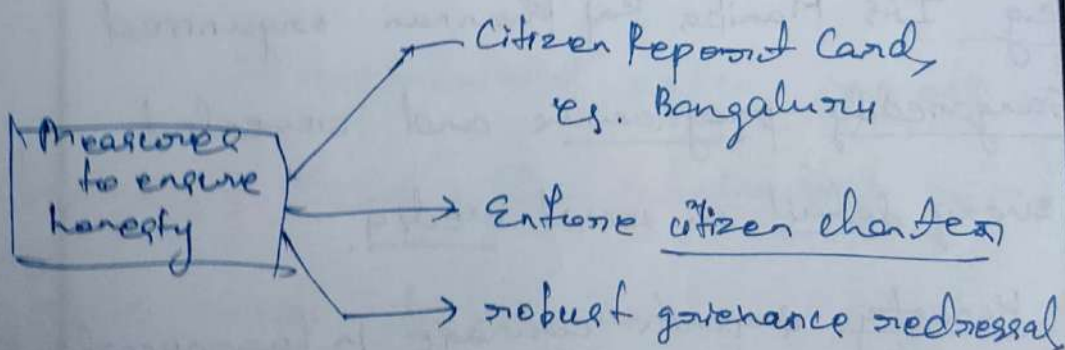 Measures
to ensure
honesty
Citizen Report Card,
eg. Bangaluru
Enforce citizen charter
robust grievance redressal